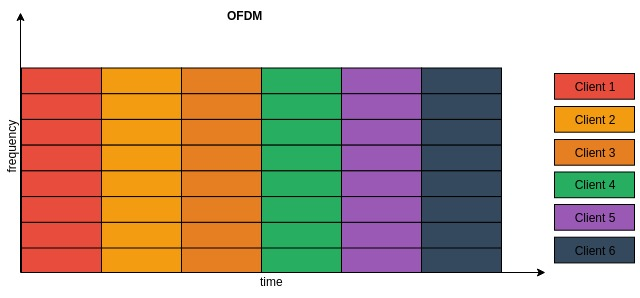 OFDM
frequency
time
Client 1
Client 2
Client 3
Client 4
Client 5
Client 6